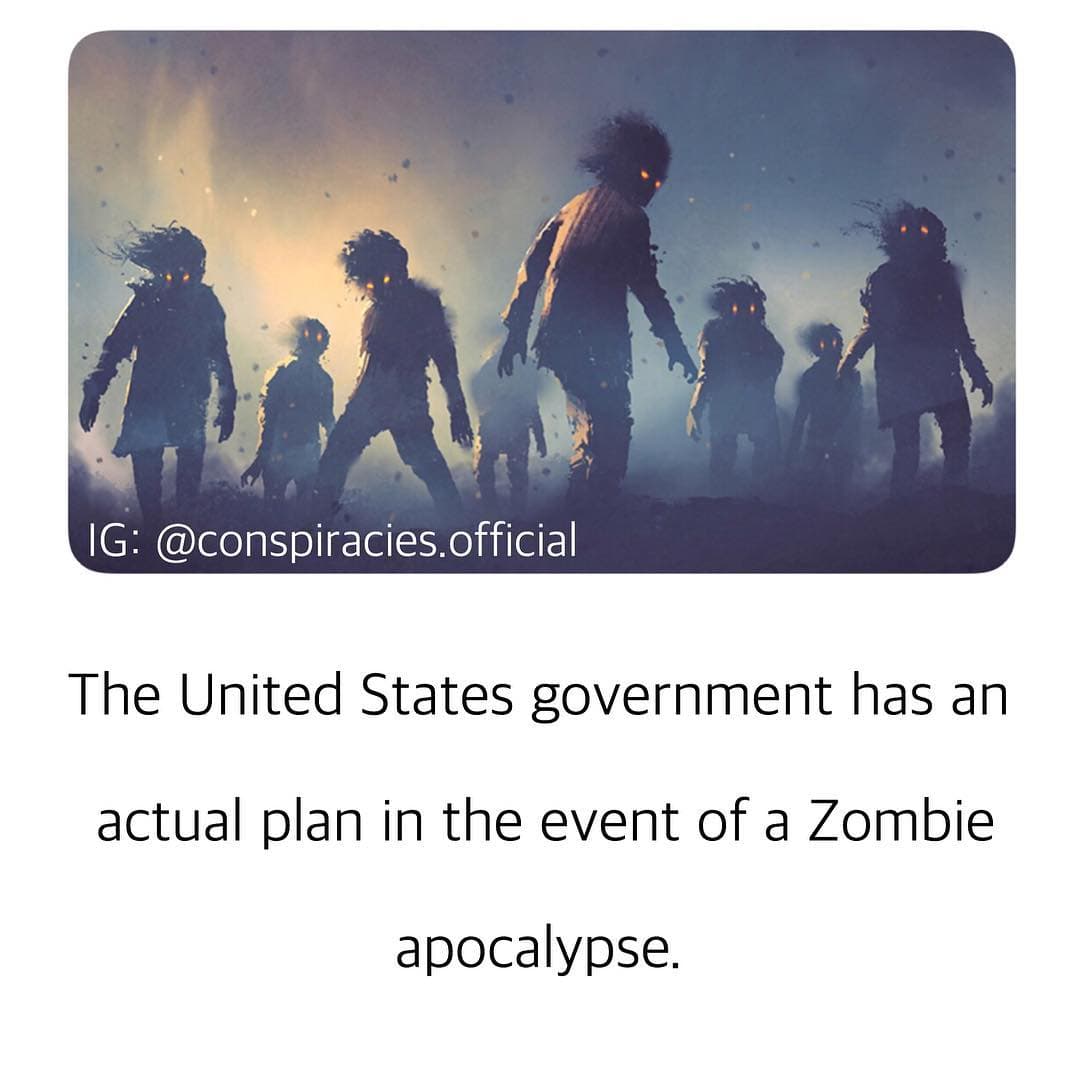 IG: @conspiracies.official
The United States government has an
actual plan in the event of a Zombie
apocalypse.